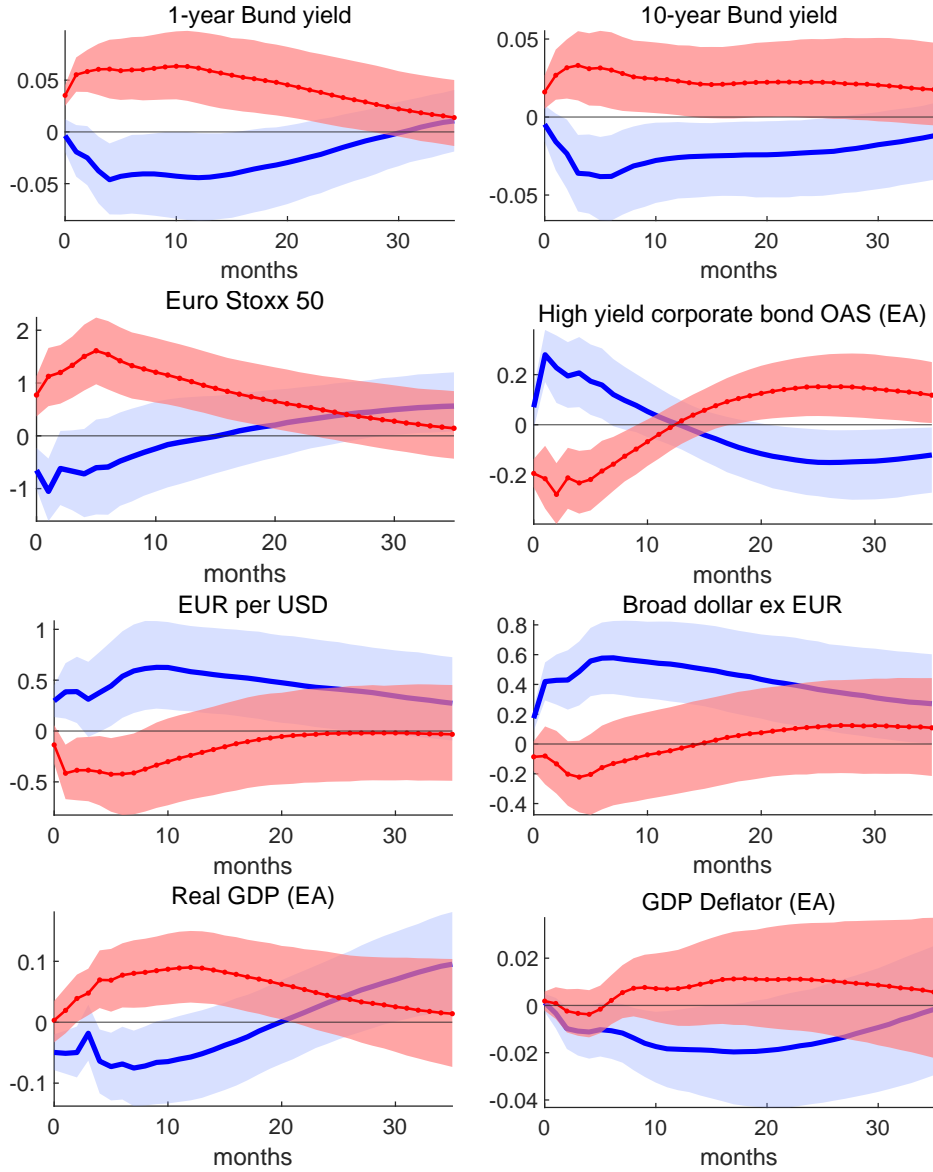 1-year Bund yield
0.05
0
-0.05
0 10 20 30
months
10-year Bund yield
0.05
0
-0.05
0 10 20 30
months
Euro Stoxx 50
2
1
0
-1
0 10 20 30
months
High yield corporate bond OAS (EA)
0.2
0
-0.2
0 10 20 30
months
EUR per USD
1
0.5
0
-0.5
0 10 20 30
months
Broad dollar ex EUR
0.8
0.6
0.4
0.2
0
-0.2
-0.4
0 10 20 30
months
Real GDP (EA)
0.1
0
-0.1
0 10 20 30
months
GDP Deflator (EA)
0.02
0
-0.02
-0.04
0 10 20 30
months